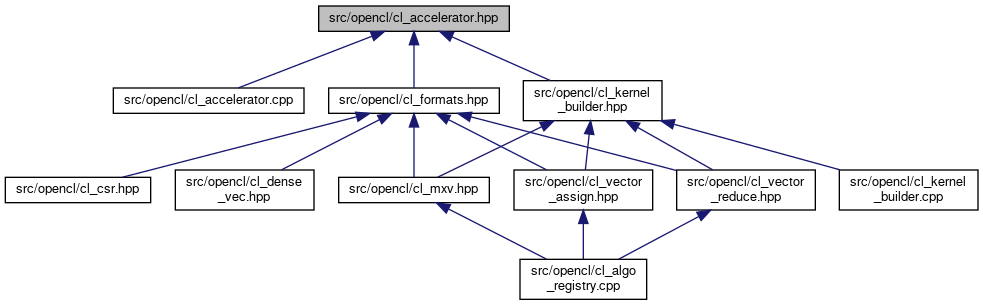 src/opencl/cl_accelerator.hpp
src/opencl/cl_accelerator.cpp
src/opencl/cl_formats.hpp
src/opencl/cl_kernel
_builder.hpp
src/opencl/cl_csr.hpp
src/opencl/cl_dense
_vec.hpp
src/opencl/cl_mxv.hpp
src/opencl/cl_vector
_assign.hpp
src/opencl/cl_vector
_reduce.hpp
src/opencl/cl_kernel
_builder.cpp
src/opencl/cl_algo
_registry.cpp